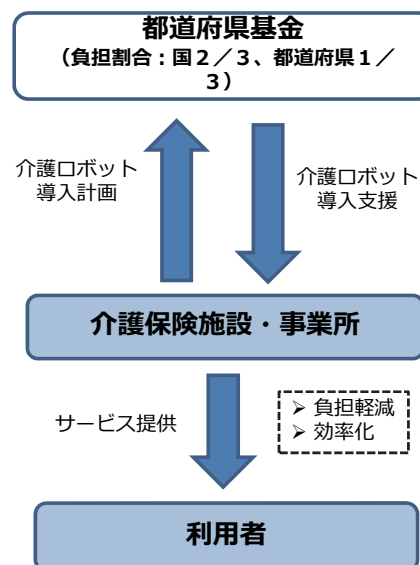 都道府県基金
（負担割合：国２／３、都道府県１／
３）
介護ロボット
導入計画
介護ロボット
導入支援
介護保険施設・事業所
サービス提供
➢ 負担軽減
➢ 効率化
利用者